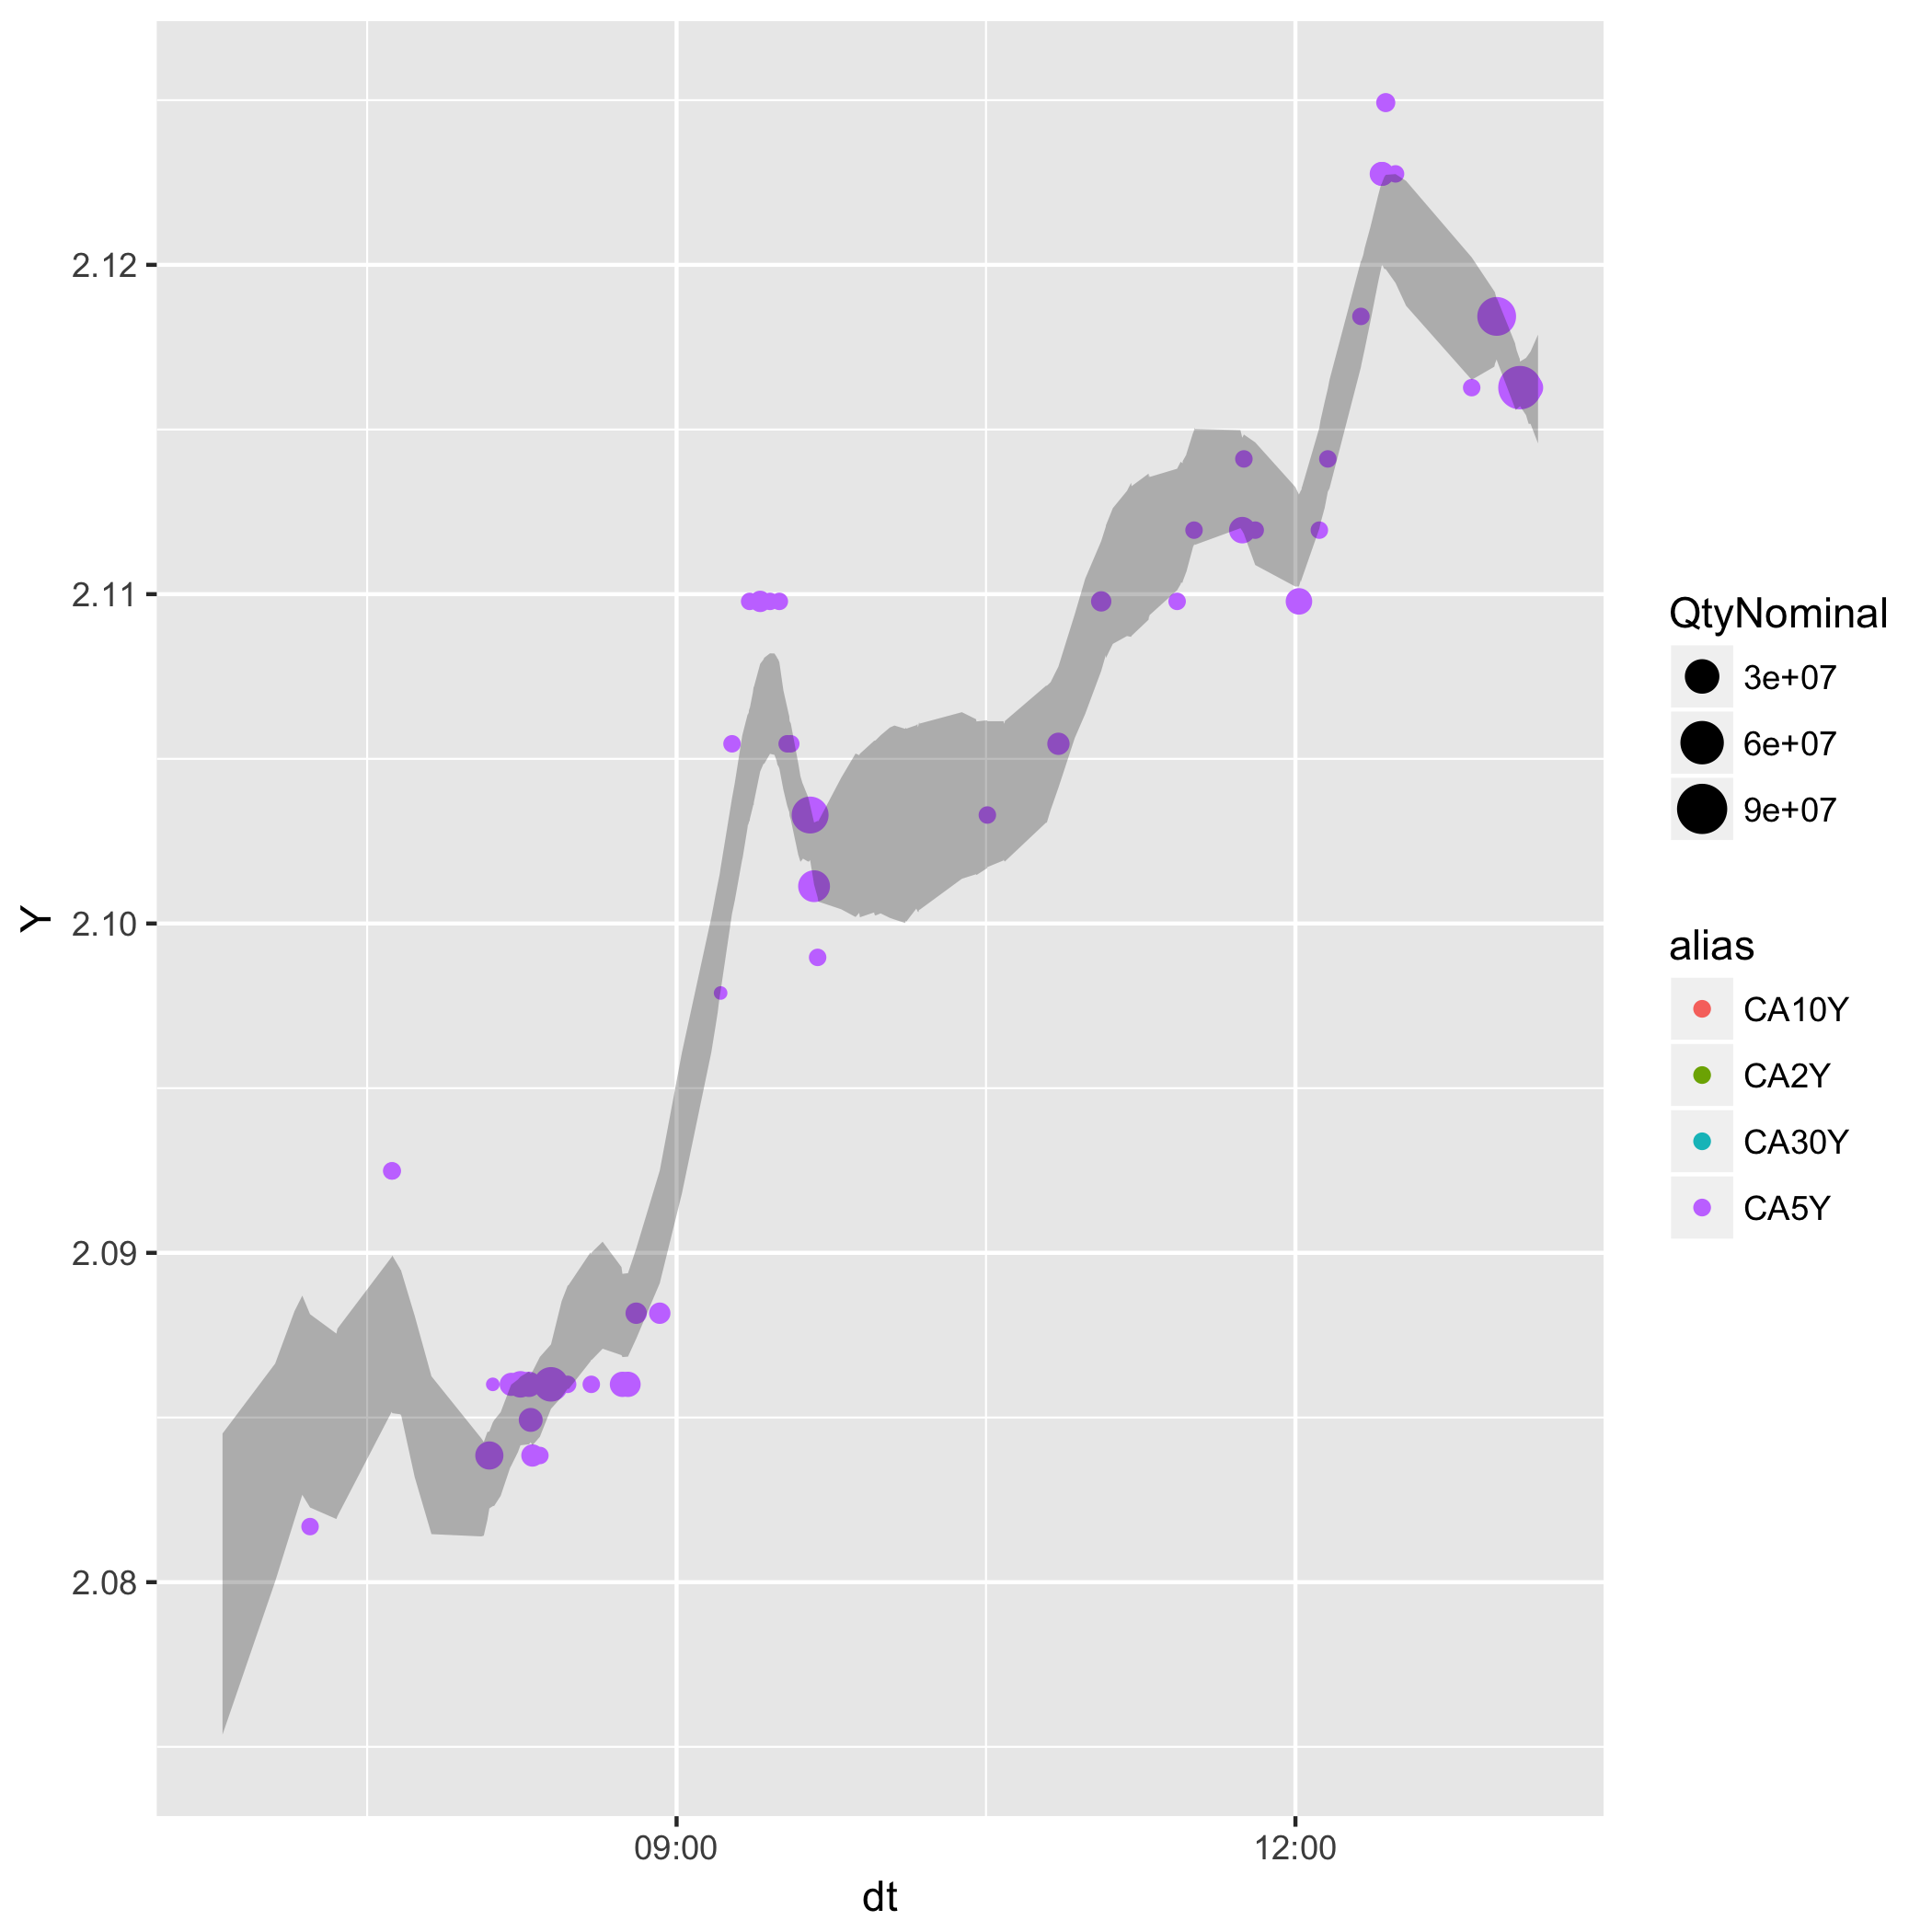 2.12
2.11
2.10
2.09
2.08
Y
09:00
12:00
dt
QtyNominal
3e+07
6e+07
9e+07
alias
CA10Y
CA2Y
CA30Y
CA5Y